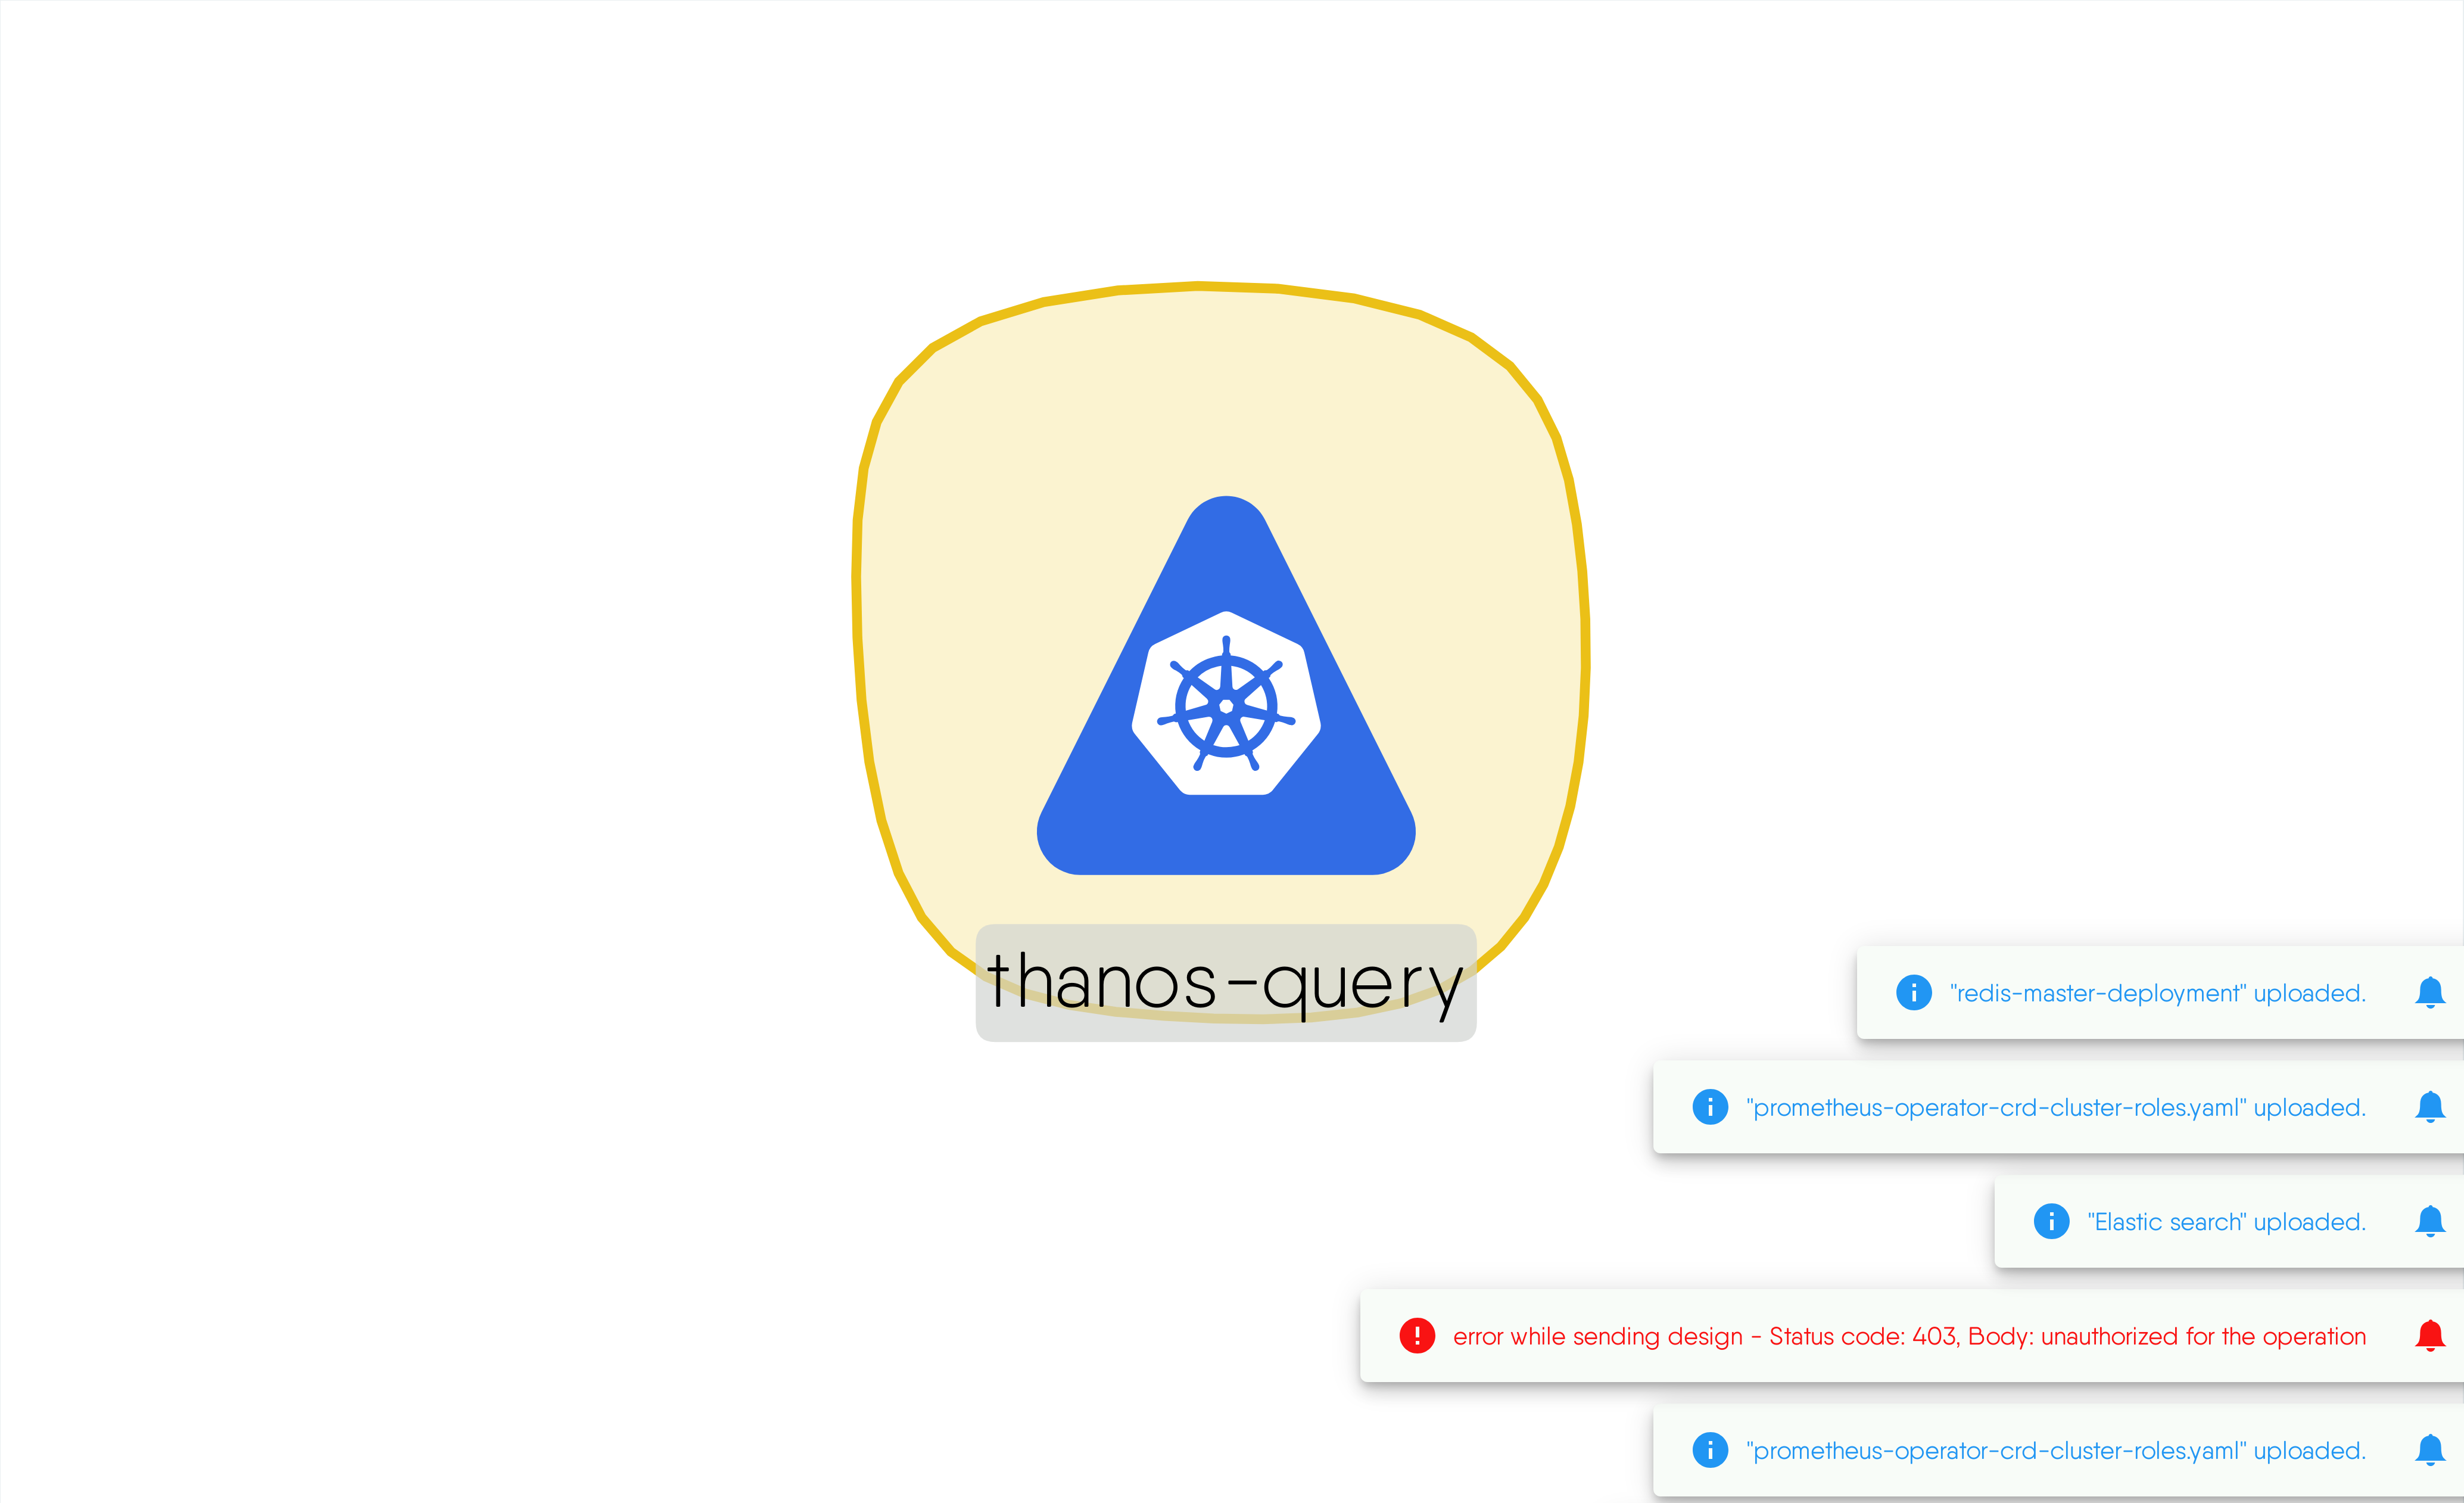 thanos-query
"redis-master-deployment" uploaded.
"prometheus-operator-crd-cluster-roles.yaml" uploaded.
"Elastic search" uploaded.
error while sending design - Status code: 403, Body: unauthorized for the operation
"prometheus-operator-crd-cluster-roles.yaml" uploaded.